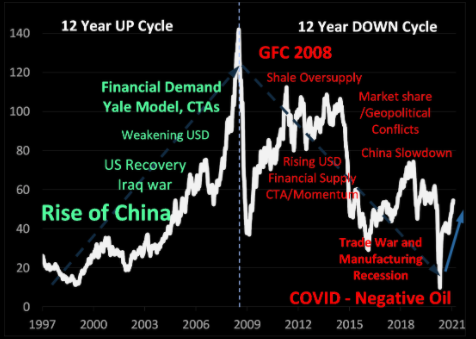 12 Year UP Cycle
12 Year DOWN Cycle
140
120
100
80
60
40
20
0
GFC 2008
Financial Demand
Yale Model, CTAs
Weakening USD
US Recovery
Iraq war
Rise of China
Shale Oversupply
Market share
/Geopolitical
Conflicts
China Slowdown
Rising USD
Financial Supply
CTA/Momentum
Trade War and
Manufacturing
Recession
COVID - Negative Oil
1997
2000
2003
2006
2009
2012
2015
2018
2021